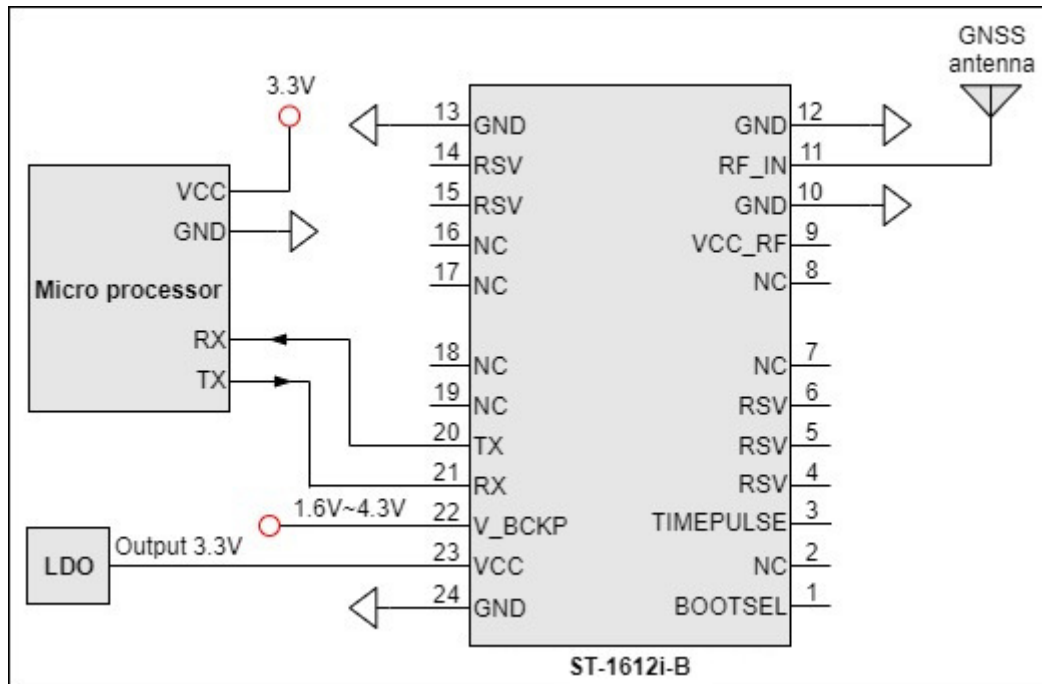 GNSS
antenna
3.3V
13 GND GND 12
14 RSV RF_IN 11
VCC 15 RSV GND 10
GND 16 NC VCC_RF 9
17 NC NC 8
Micro processor
RX 18 NC NC 7
TX 19 NC RSV 6
20 TX RSV 5
21 RX RSV 4
1.6V~4.3V 22 V_BCKP TIMEPULSE 3
LDO Output 3.3V 23 VCC NC 2
24 GND BOOTSEL 1
ST-1612i-B